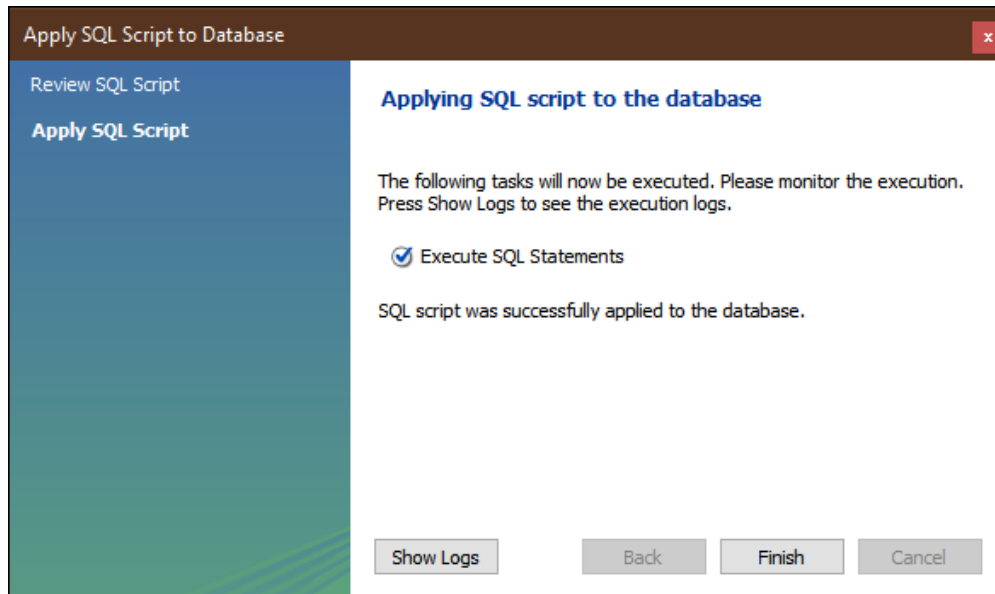 Apply SQL Script to Database
x
Review SQL Script
Apply SQL Script
Applying SQL script to the database
The following tasks will now be executed. Please monitor the execution.
Press Show Logs to see the execution logs.
Execute SQL Statements
SQL script was successfully applied to the database.
Show Logs
Back
Finish
Cancel